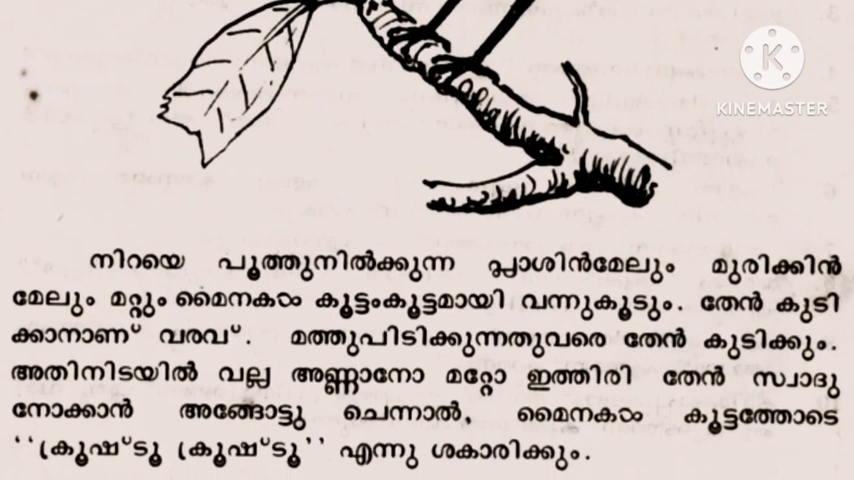 K
KINEMASTER
നിറയെ പൂത്തുനിൽക്കുന്ന പ്ലാശിൻമേലും മുരിക്കിൻ
മേലും മറ്റും മൈനകൾ കൂട്ടംകൂട്ടമായി വന്നുകൂടും. തേൻ കുടി
ക്കാനാണ് വരവ്. മത്തുപിടിക്കുന്നതുവരെ തേൻ കുടിക്കും.
അതിനിടയിൽ വല്ല അണ്ണാനോ മറ്റോ ഇത്തിരി തേൻ സ്വാദു
നോക്കാൻ അങ്ങോട്ടു ചെന്നാൽ, മൈനകൾ കൂട്ടത്തോടെ
‘‘ക്രൂഷ്ടൂ ക്രൂഷ്ടൂ’’ എന്നു ശകാരിക്കും.